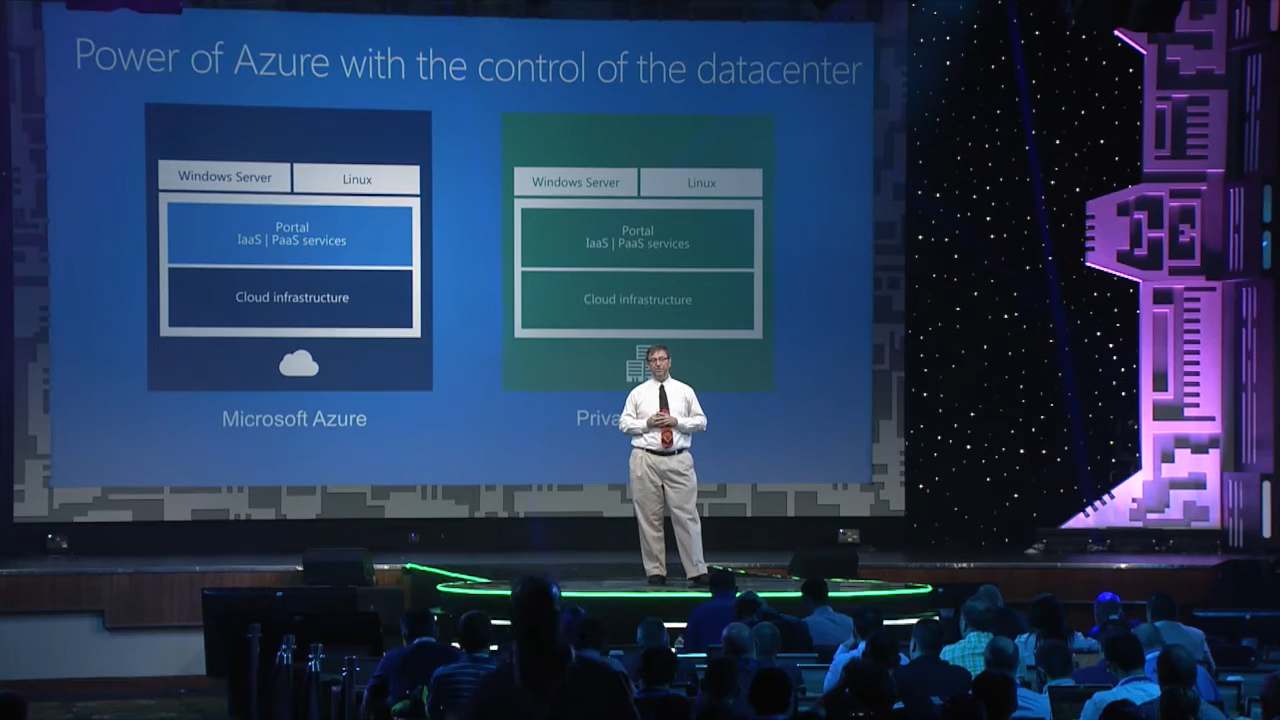 Power of Azure with the control of the datacenter
Windows Server
Linux
Portal
IaaS | PaaS services
Cloud infrastructure
Microsoft Azure
Windows Server
Linux
Portal
IaaS | PaaS services
Cloud infrastructure